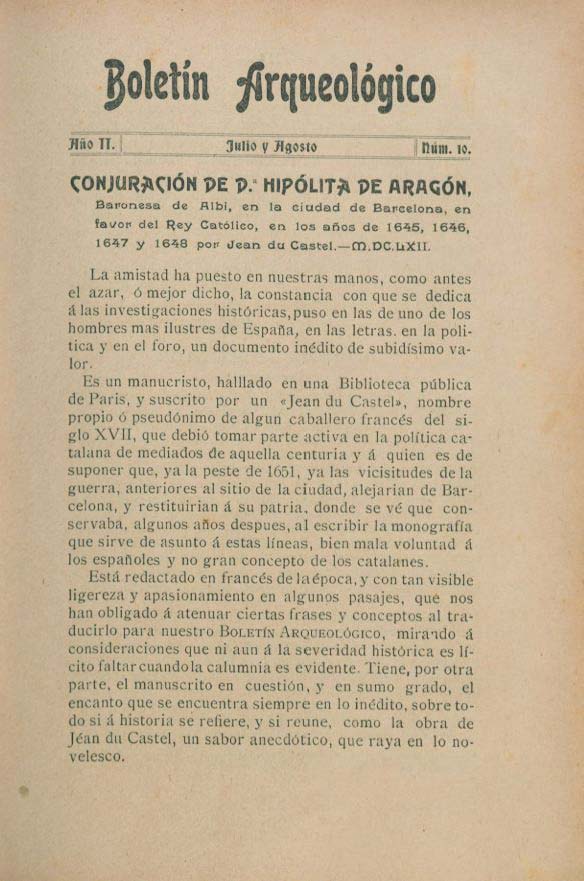 Boletín Arqueológico
Año II. Julio y Agosto Núm. 10.
CONJURACIÓN DE D.ª HIPÓLITA DE ARAGÓN,
Baronesa de Albi, en la ciudad de Barcelona, en
favor del Rey Católico, en los años de 1645, 1646,
1647 y 1648 por Jean du Castel.—M.DC.LXII.
La amistad ha puesto en nuestras manos, como antes
el azar, ó mejor dicho, la constancia con que se dedica
á las investigaciones históricas, puso en las de uno de los
hombres mas ilustres de España, en las letras. en la poli-
tica y en el foro, un documento inédito de subidísimo va-
lor.
Es un manucristo, halllado en una Biblioteca pública
de Paris, y suscrito por un «Jean du Castel», nombre
propio ó pseudónimo de algun caballero francés del si-
glo XVII, que debió tomar parte activa en la política ca-
talana de mediados de aquella centuria y á quien es de
suponer que, ya la peste de 1651, ya las vicisitudes de la
guerra, anteriores al sitio de la ciudad, alejarian de Bar-
celona, y restituirian á su patria, donde se vé que con-
servaba, algunos años despues, al escribir la monografía
que sirve de asunto á estas líneas, bien mala voluntad á
los españoles y no gran concepto de los catalanes.
Está redactado en francés de la época, y con tan visible
ligereza y apasionamiento en algunos pasajes, que nos
han obligado á atenuar ciertas frases y conceptos al tra-
ducirlo para nuestro BOLETÍN ARQUEOLÓGICO, mirando á
consideraciones que ni aun á la severidad histórica es lí-
cito faltar cuando la calumnia es evidente. Tiene, por otra
parte, el manuscrito en cuestión, y en sumo grado, el
encanto que se encuentra siempre en lo inédito, sobre to-
do si á historia se refiere, y si reune, como la obra de
Jéan du Castel, un sabor anecdótico, que raya en lo no-
velesco.